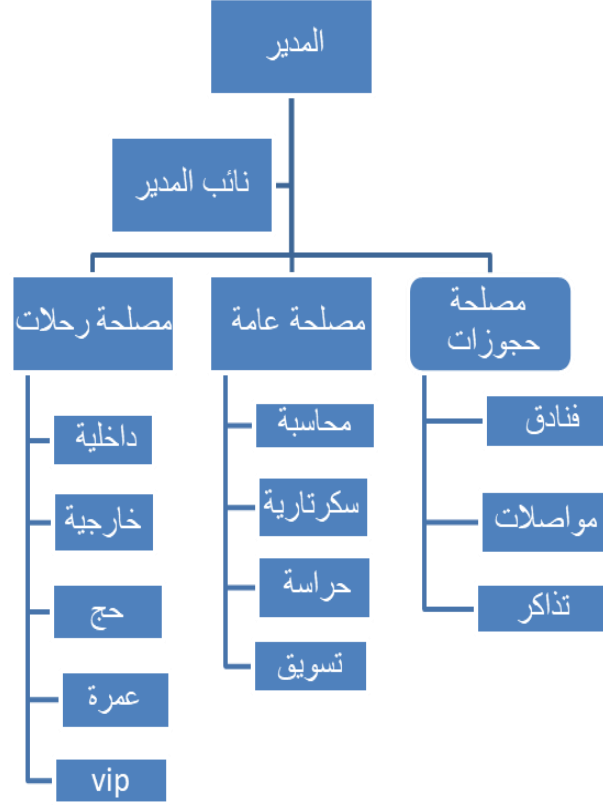 المدير
نائب المدير
مصلحة
حجوزات
مصلحة عامة
مصلحة رحلات
فنادق
مواصلات
تذاكر
محاسبة
سكرتارية
حراسة
تسويق
داخلية
خارجية
حج
عمرة
vip